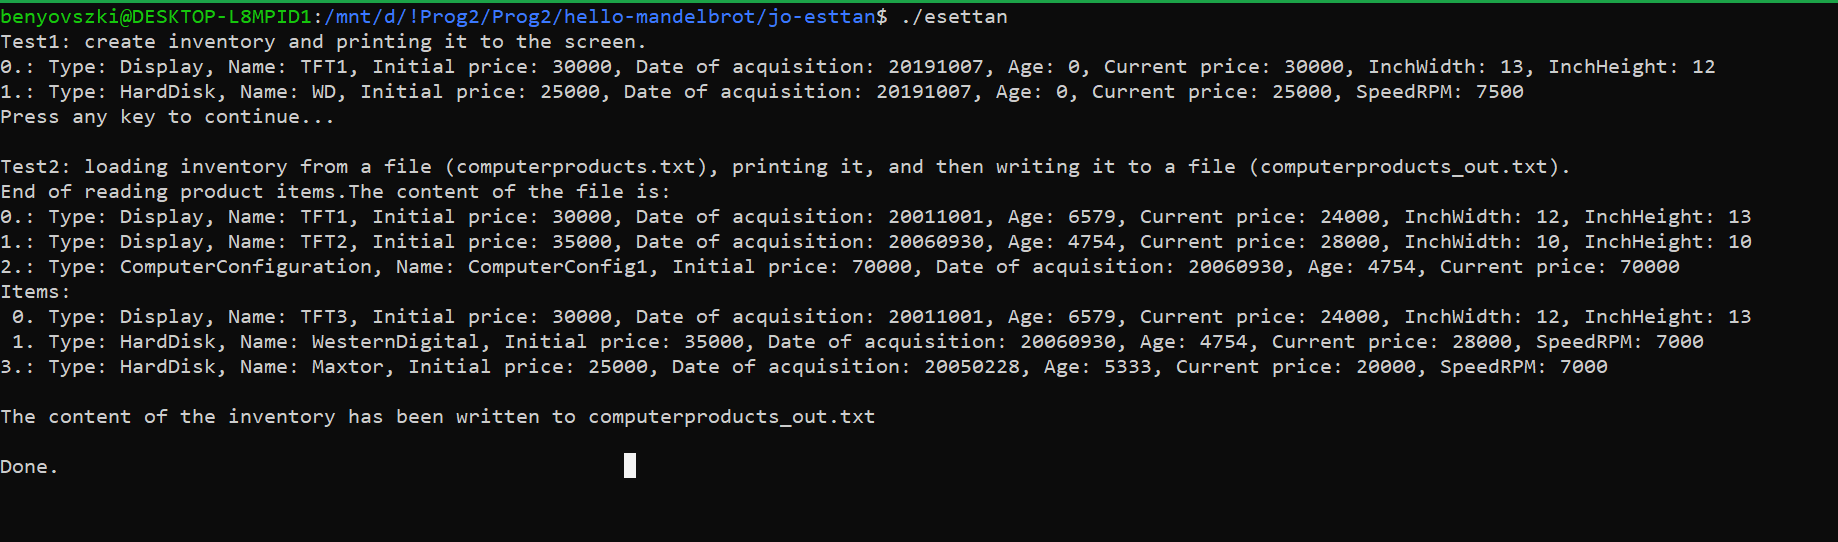 benyovszki@DESKTOP-L8MPID1:/mnt/d/!Prog2/Prog2/hello-mandelbrot/jo-esttan$ ./esettan
Test1: create inventory and printing it to the screen.
0.: Type: Display, Name: TFT1, Initial price: 30000, Date of acquisition: 20191007, Age: 0, Current price: 30000, InchWidth: 13, InchHeight: 12
1.: Type: HardDisk, Name: WD, Initial price: 25000, Date of acquisition: 20191007, Age: 0, Current price: 25000, SpeedRPM: 7500
Press any key to continue...
Test2: loading inventory from a file (computerproducts.txt), printing it, and then writing it to a file (computerproducts_out.txt).
End of reading product items.The content of the file is:
0.: Type: Display, Name: TFT1, Initial price: 30000, Date of acquisition: 20011001, Age: 6579, Current price: 24000, InchWidth: 12, InchHeight: 13
1.: Type: Display, Name: TFT2, Initial price: 35000, Date of acquisition: 20060930, Age: 4754, Current price: 28000, InchWidth: 10, InchHeight: 10
2.: Type: ComputerConfiguration, Name: ComputerConfig1, Initial price: 70000, Date of acquisition: 20060930, Age: 4754, Current price: 70000
Items:
 0. Type: Display, Name: TFT3, Initial price: 30000, Date of acquisition: 20011001, Age: 6579, Current price: 24000, InchWidth: 12, InchHeight: 13
 1. Type: HardDisk, Name: WesternDigital, Initial price: 35000, Date of acquisition: 20060930, Age: 4754, Current price: 28000, SpeedRPM: 7000
3.: Type: HardDisk, Name: Maxtor, Initial price: 25000, Date of acquisition: 20050228, Age: 5333, Current price: 20000, SpeedRPM: 7000
The content of the inventory has been written to computerproducts_out.txt
Done.